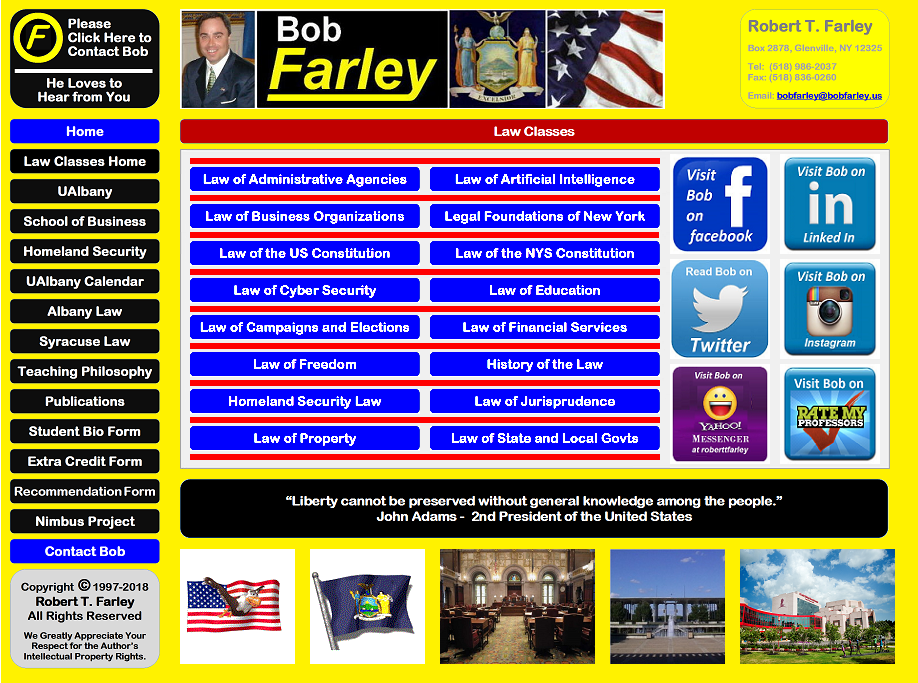 Please
Click Here to
Contact Bob
He Loves to
Hear from You
F
Bob
Farley
EXCELSIOR
Robert T. Farley
Box 2878, Glenville, NY 12325
Tel: (518) 986-2037
Fax: (518) 836-0260
Email: bobfarley@bobfarley.us
Home
Law Classes Home
UAlbany
School of Business
Homeland Security
UAlbany Calendar
Albany Law
Syracuse Law
Teaching Philosophy
Publications
Student Bio Form
Extra Credit Form
Recommendation Form
Nimbus Project
Contact Bob
Copyright © 1997-2018
Robert T. Farley
All Rights Reserved
We Greatly Appreciate Your
Respect for the Author's
Intellectual Property Rights.
Law Classes
Law of Administrative Agencies
Law of Artificial Intelligence
Law of Business Organizations
Legal Foundations of New York
Law of the US Constitution
Law of the NYS Constitution
Law of Cyber Security
Law of Education
Law of Campaigns and Elections
Law of Financial Services
Law of Freedom
History of the Law
Homeland Security Law
Law of Jurisprudence
Law of Property
Law of State and Local Govts
Visit
Bob
on
f
facebook
Visit Bob on
in
Linked In
Read Bob on
Twitter
Visit Bob on
Instagram
Visit Bob on
YAHOO!
MESSENGER
at roberttfarley
Visit Bob on
RATE MY
PROFESSORS
“Liberty cannot be preserved without general knowledge among the people.”
John Adams - 2nd President of the United States